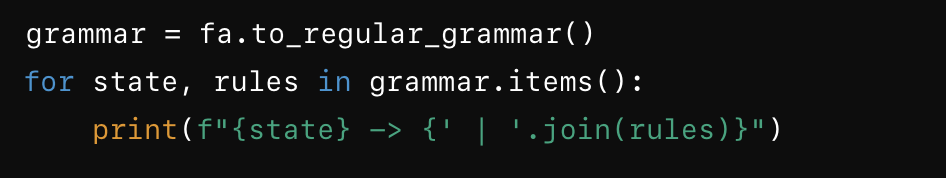 grammar = fa.to_regular_grammar()
for state, rules in grammar.items():
    print(f"{state} -> {' | '.join(rules)}")